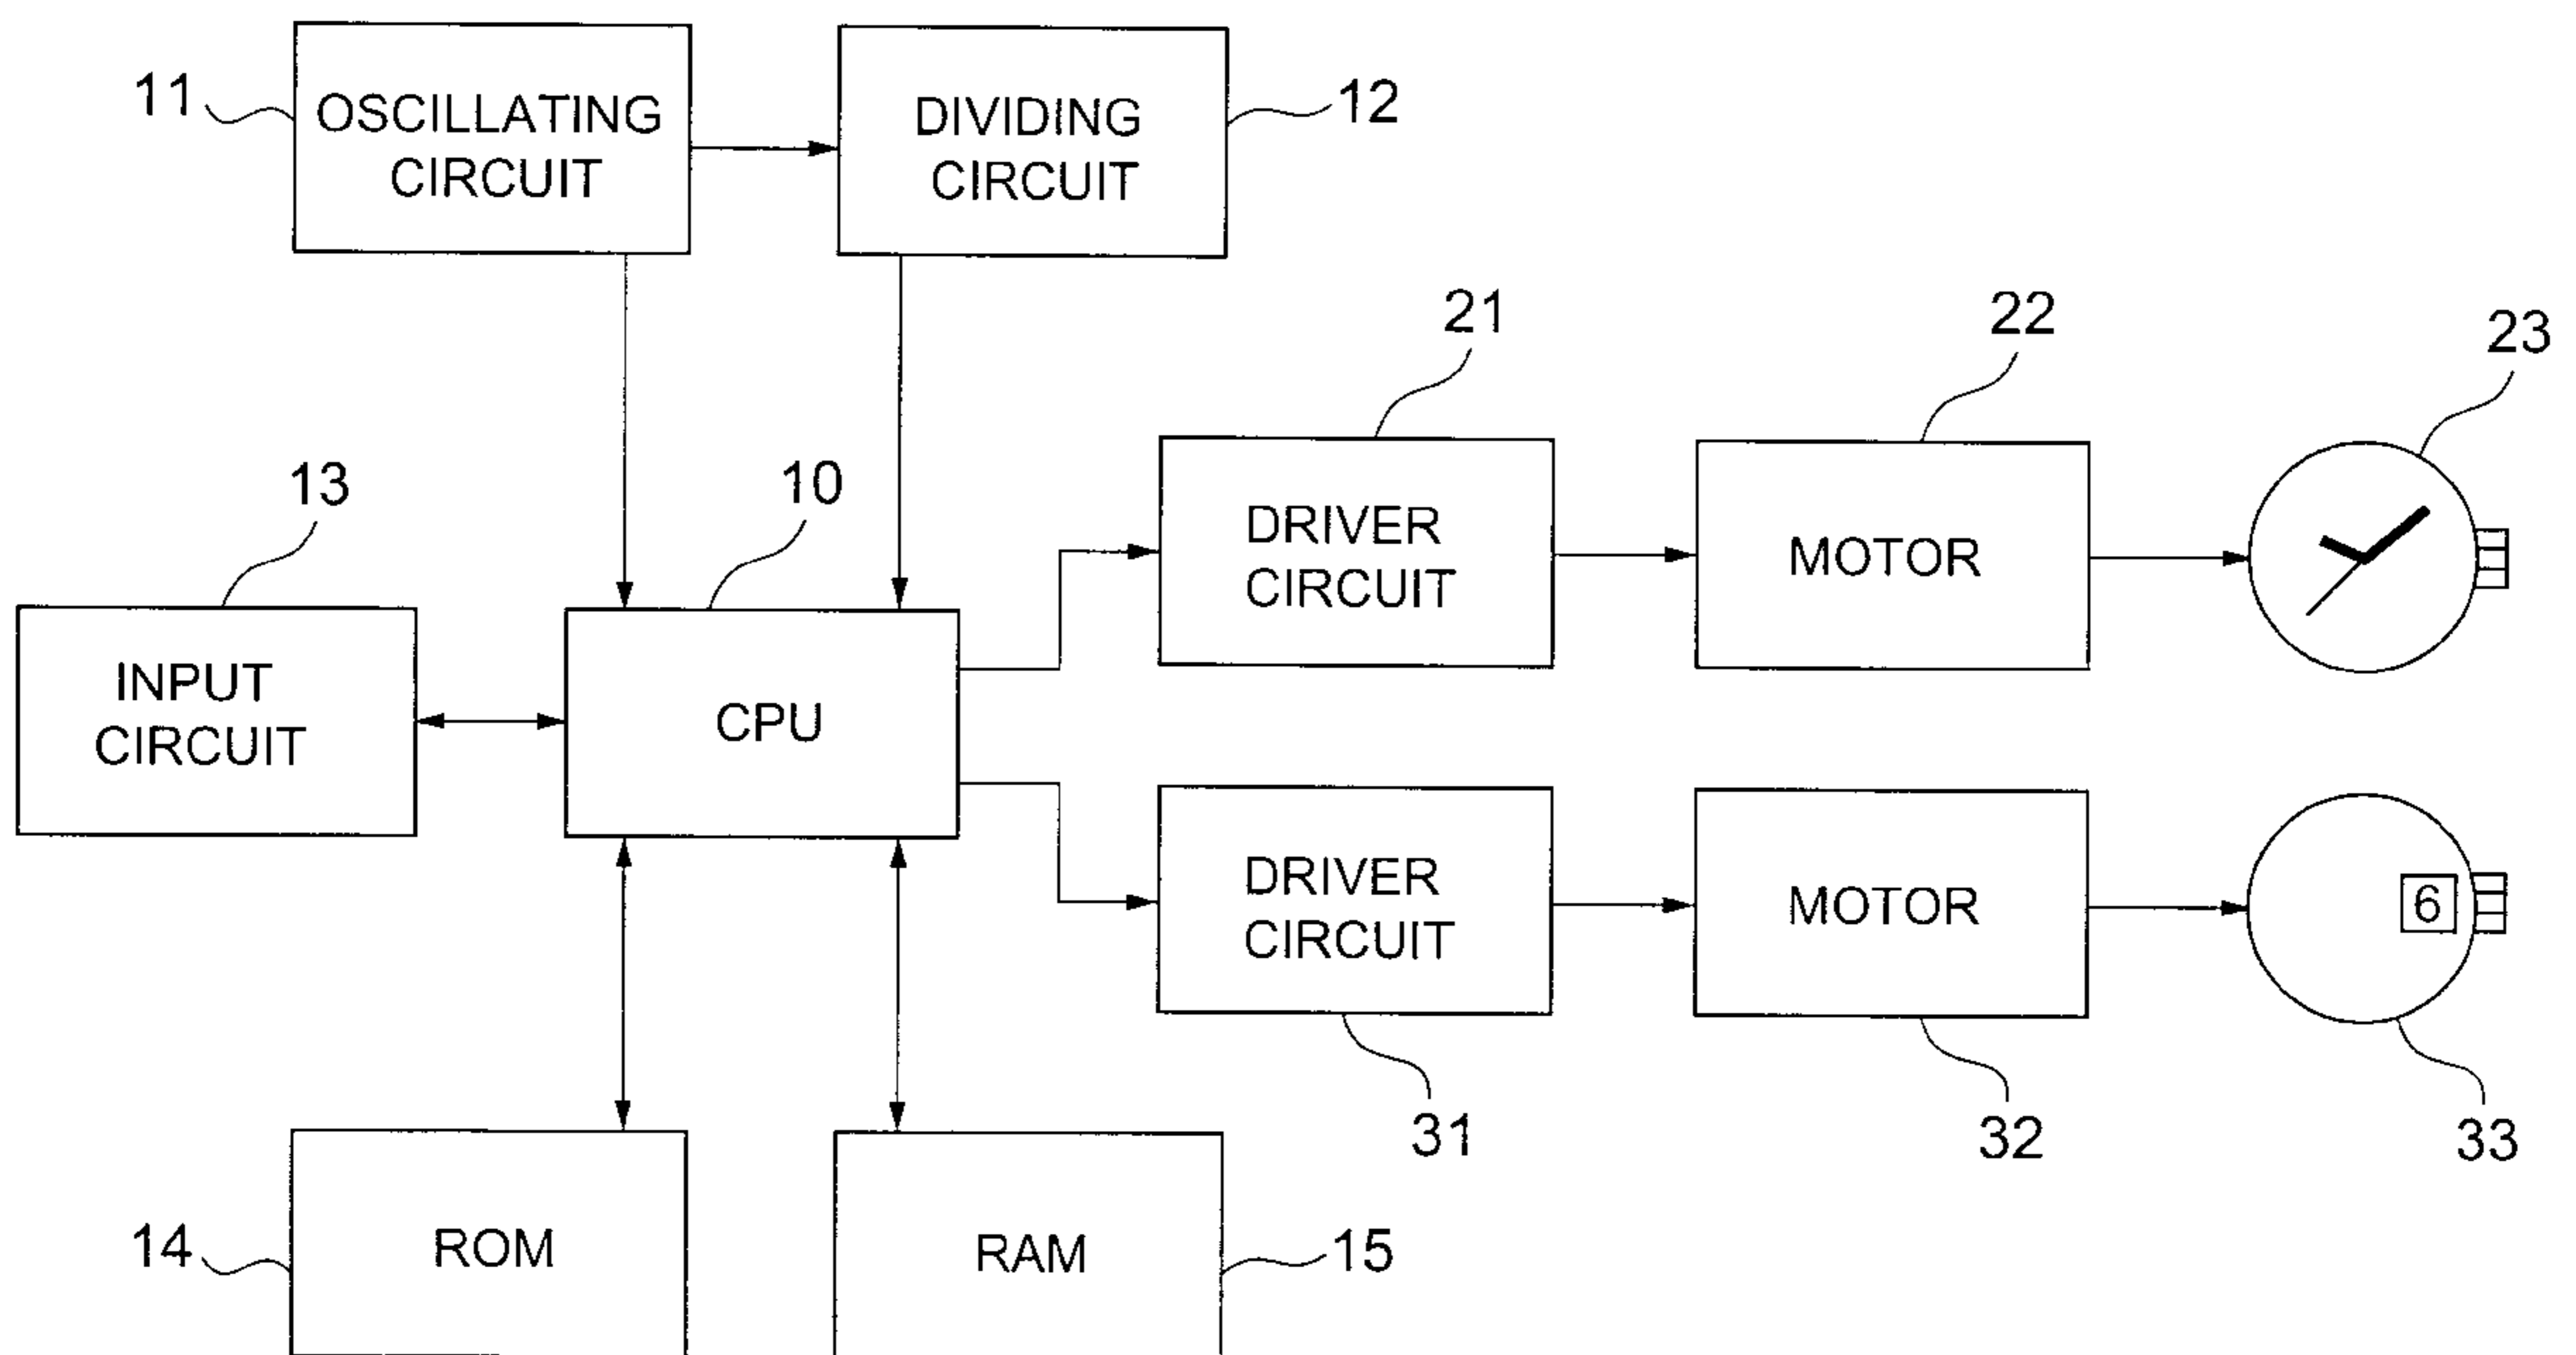 11
OSCILLATING
CIRCUIT
DIVIDING
CIRCUIT
12
21
22
23
13
10
DRIVER
CIRCUIT
MOTOR
INPUT
CIRCUIT
CPU
DRIVER
CIRCUIT
MOTOR
6
31
32
33
14
ROM
RAM
15